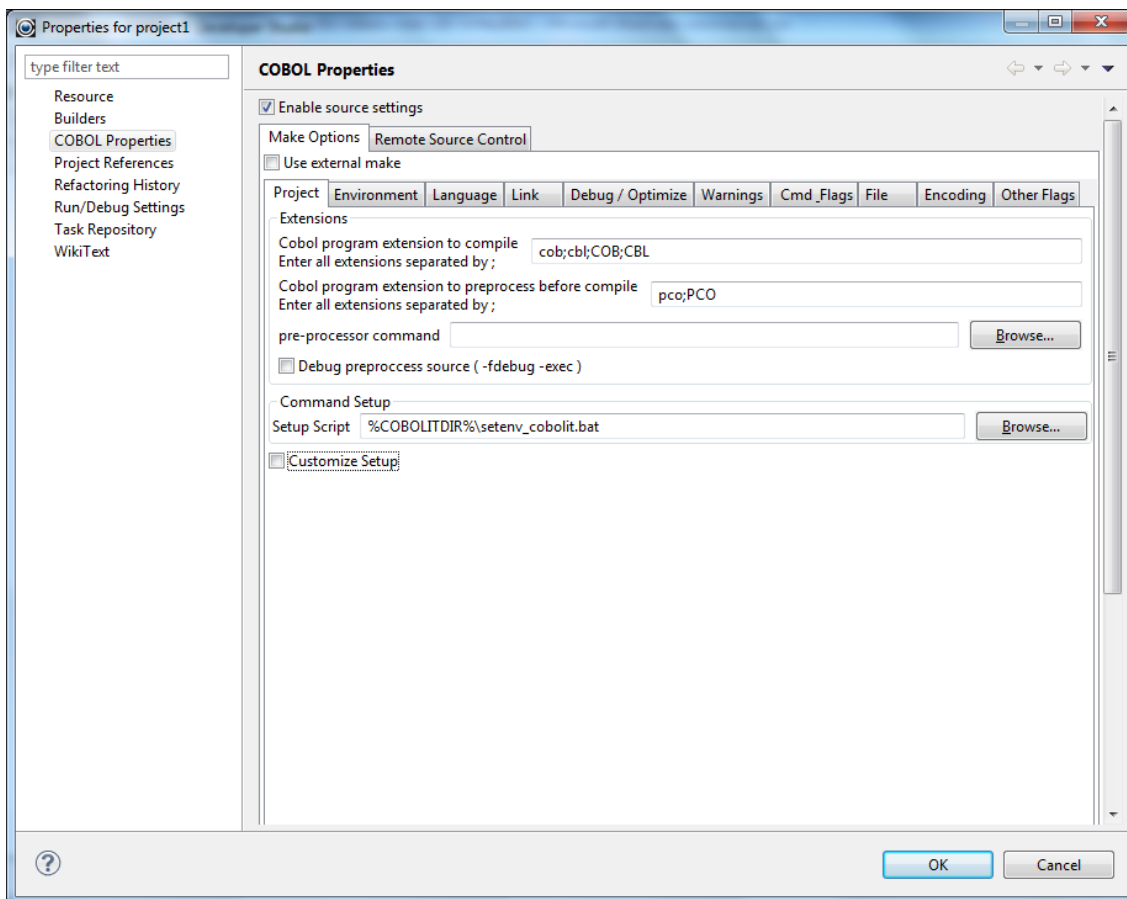 Properties for project1
type filter text
COBOL Properties
Resource
Builders
COBOL Properties
Project References
Refactoring History
Run/Debug Settings
Task Repository
WikiText
Enable source settings
Make Options Remote Source Control
Use external make
Project Environment Language Link Debug / Optimize Warnings Cmd_Flags File Encoding Other Flags
Extensions
Cobol program extension to compile
Enter all extensions separated by ;
cob;cbl;COB;CBL
Cobol program extension to preprocess before compile
Enter all extensions separated by ;
pco;PCO
pre-processor command Browse...
Debug preproccess source ( -fdebug -exec )
Command Setup
Setup Script %COBOLITDIR%\setenv_cobolit.bat Browse...
Customize Setup
? OK Cancel